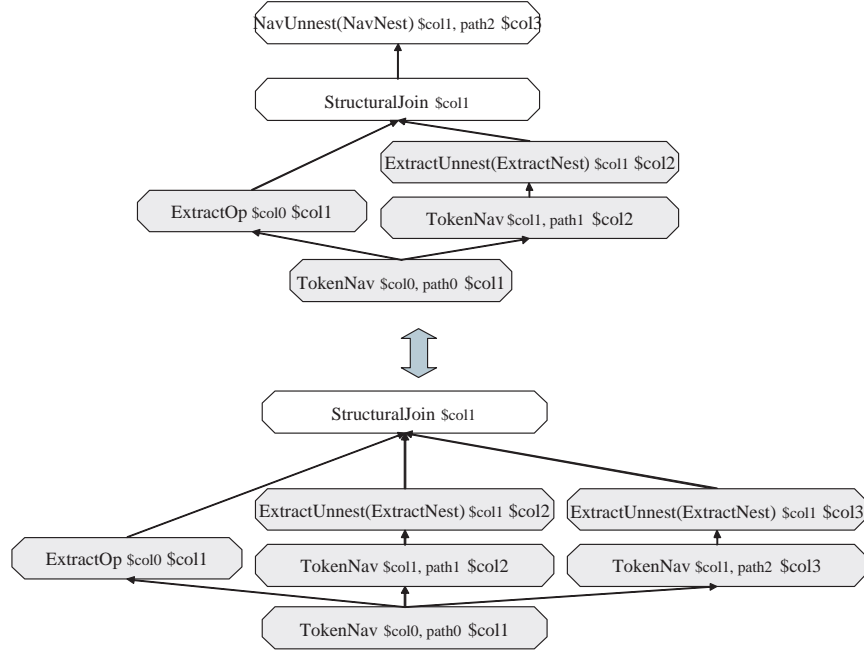 NavUnnest(NavNest) $col1, path2 $col3
StructuralJoin $col1
ExtractUnnest(ExtractNest) $col1 $col2
ExtractOp $col0 $col1
TokenNav $col1, path1 $col2
TokenNav $col0, path0 $col1
StructuralJoin $col1
ExtractUnnest(ExtractNest) $col1 $col2
ExtractUnnest(ExtractNest) $col1 $col3
ExtractOp $col0 $col1
TokenNav $col1, path1 $col2
TokenNav $col1, path2 $col3
TokenNav $col0, path0 $col1